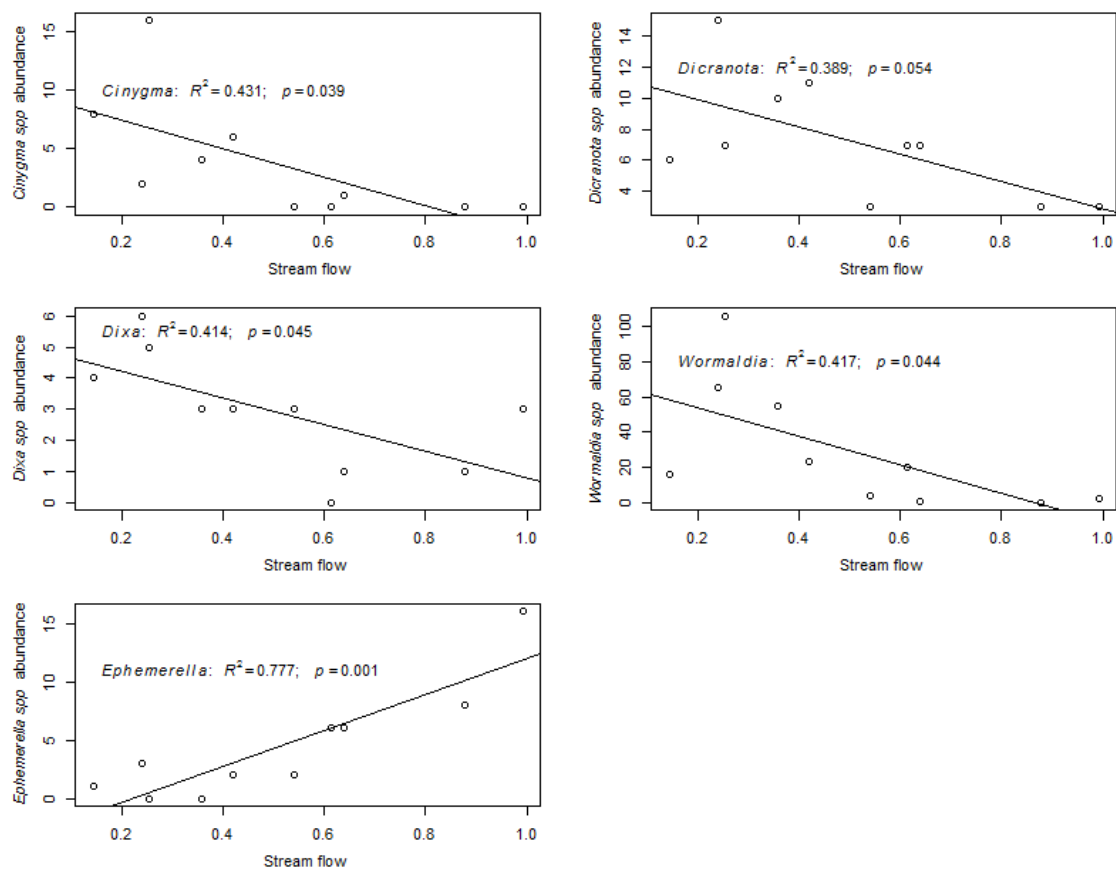 Cinygma spp abundance
15
10
5
0
Cinygma: R²=0.431; p=0.039
0.2 0.4 0.6 0.8 1.0
Stream flow
Dicranota spp abundance
14
12
10
8
6
4
Dicranota: R²=0.389; p=0.054
0.2 0.4 0.6 0.8 1.0
Stream flow
Dixa spp abundance
6
5
4
3
2
1
0
Dixa: R²=0.414; p=0.045
0.2 0.4 0.6 0.8 1.0
Stream flow
Wormaldia spp abundance
100
80
60
40
20
0
Wormaldia: R²=0.417; p=0.044
0.2 0.4 0.6 0.8 1.0
Stream flow
Ephemerella spp abundance
15
10
5
0
Ephemerella: R²=0.777; p=0.001
0.2 0.4 0.6 0.8 1.0
Stream flow